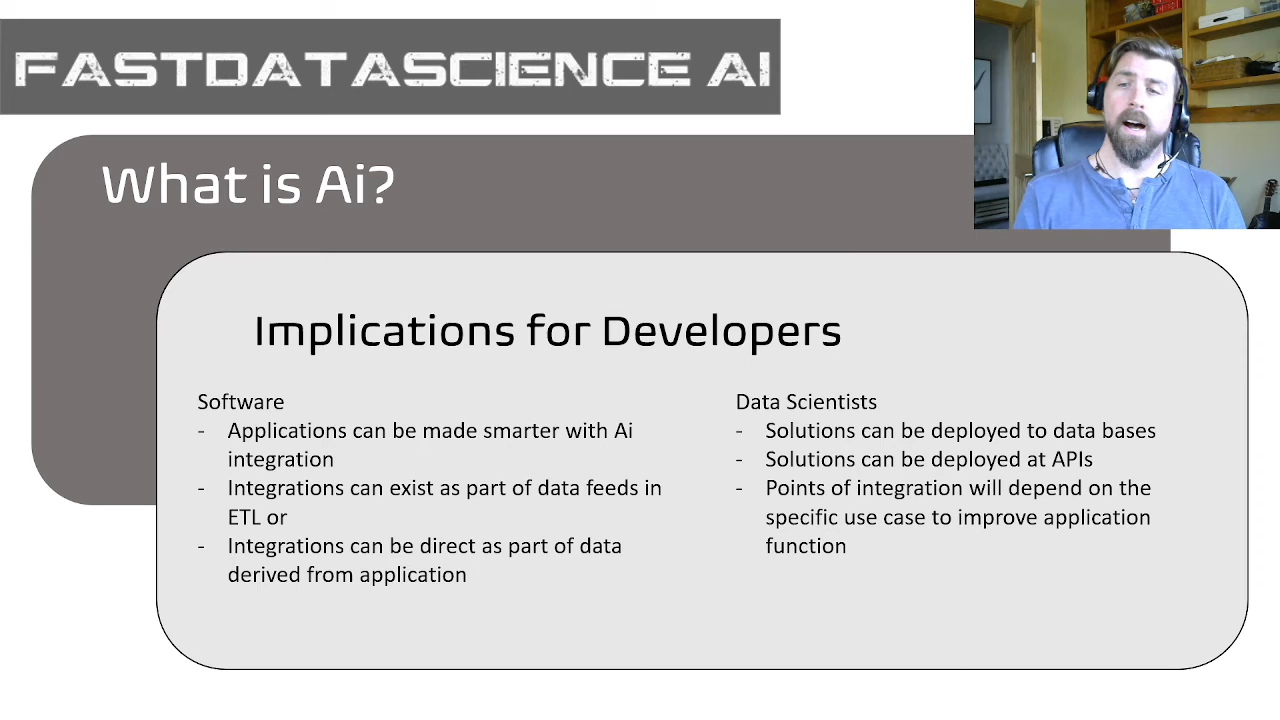 FASTDATASCIENCE AI
What is Ai?
Implications for Developers
Software
- Applications can be made smarter with Ai
integration
- Integrations can exist as part of data feeds in
ETL or
- Integrations can be direct as part of data
derived from application
Data Scientists
- Solutions can be deployed to data bases
- Solutions can be deployed at APIs
- Points of integration will depend on the
specific use case to improve application
function